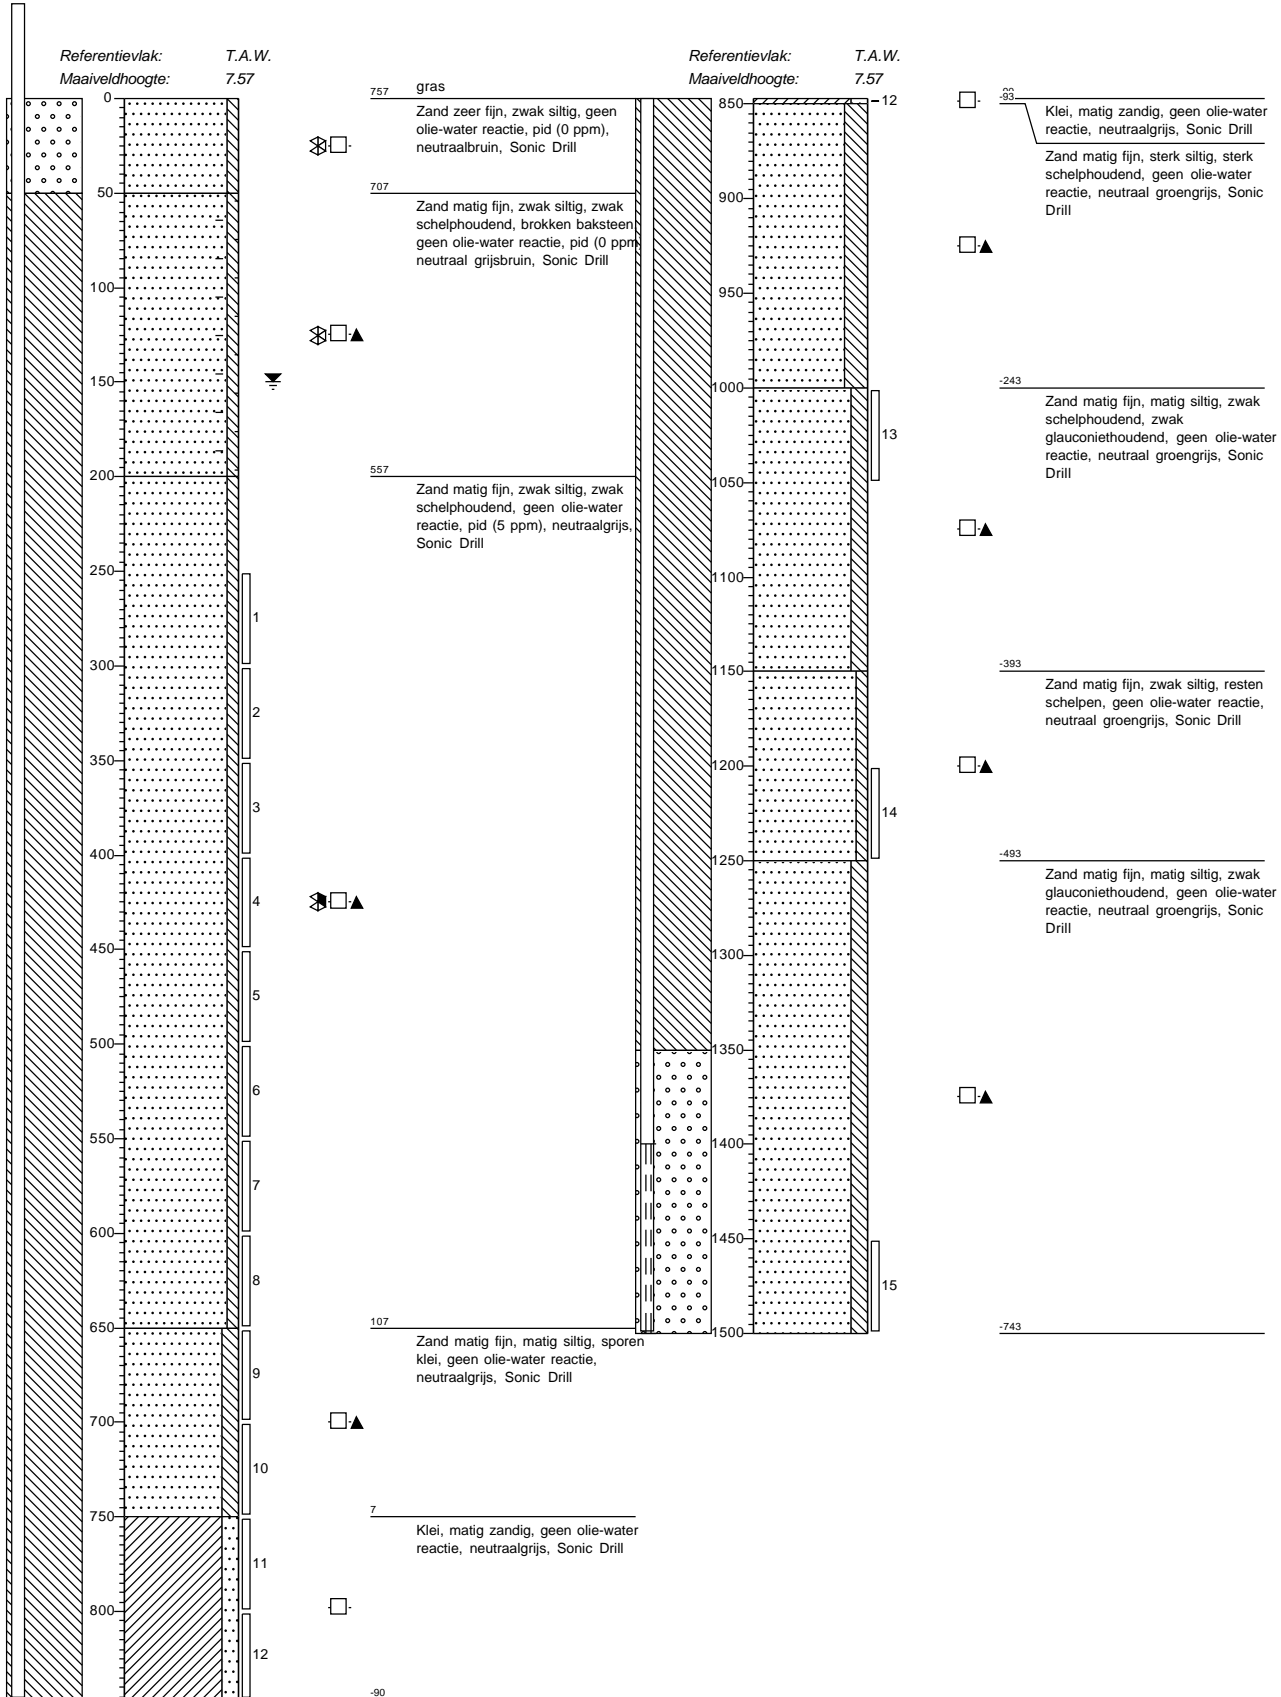 Referentievlak: T.A.W.
Maaiveldhoogte: 7.57
0
50
100
150
200
250
300
350
400
450
500
550
600
650
700
750
800
1
2
3
4
5
6
7
8
9
10
11
12
757
gras
Zand zeer fijn, zwak siltig, geen
olie-water reactie, pid (0 ppm),
neutraalbruin, Sonic Drill
707
Zand matig fijn, zwak siltig, zwak
schelphoudend, brokken baksteen
geen olie-water reactie, pid (0 ppm
neutraal grijsbruin, Sonic Drill
557
Zand matig fijn, zwak siltig, zwak
schelphoudend, geen olie-water
reactie, pid (5 ppm), neutraalgrijs,
Sonic Drill
107
Zand matig fijn, matig siltig, sporen
klei, geen olie-water reactie,
neutraalgrijs, Sonic Drill
7
Klei, matig zandig, geen olie-water
reactie, neutraalgrijs, Sonic Drill
-90
Referentievlak: T.A.W.
Maaiveldhoogte: 7.57
850
900
950
1000
1050
1100
1150
1200
1250
1300
1350
1400
1450
1500
12
13
14
15
-93
Klei, matig zandig, geen olie-water
reactie, neutraalgrijs, Sonic Drill
Zand matig fijn, sterk siltig, sterk
schelphoudend, geen olie-water
reactie, neutraal groengrijs, Sonic
Drill
-243
Zand matig fijn, matig siltig, zwak
schelphoudend, zwak
glauconiethoudend, geen olie-water
reactie, neutraal groengrijs, Sonic
Drill
-393
Zand matig fijn, zwak siltig, resten
schelpen, geen olie-water reactie,
neutraal groengrijs, Sonic Drill
-493
Zand matig fijn, matig siltig, zwak
glauconiethoudend, geen olie-water
reactie, neutraal groengrijs, Sonic
Drill
-743